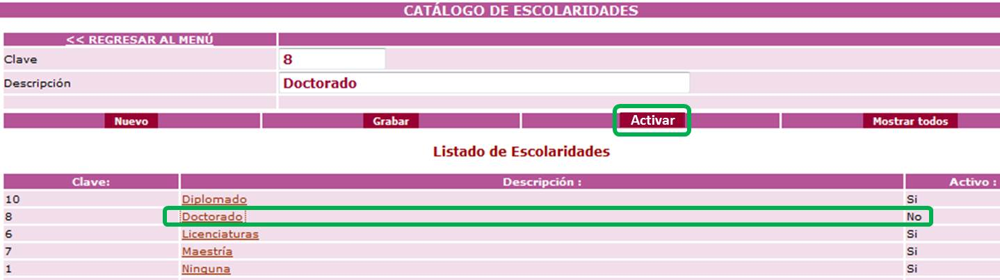 CATÁLOGO DE ESCOLARIDADES
<< REGRESAR AL MENÚ
Clave 8
Descripción Doctorado
Nuevo Grabar Activar Mostrar todos
Listado de Escolaridades
Clave: Descripción : Activo :
10 Diplomado Si
8 Doctorado No
6 Licenciaturas Si
7 Maestría Si
1 Ninguna Si